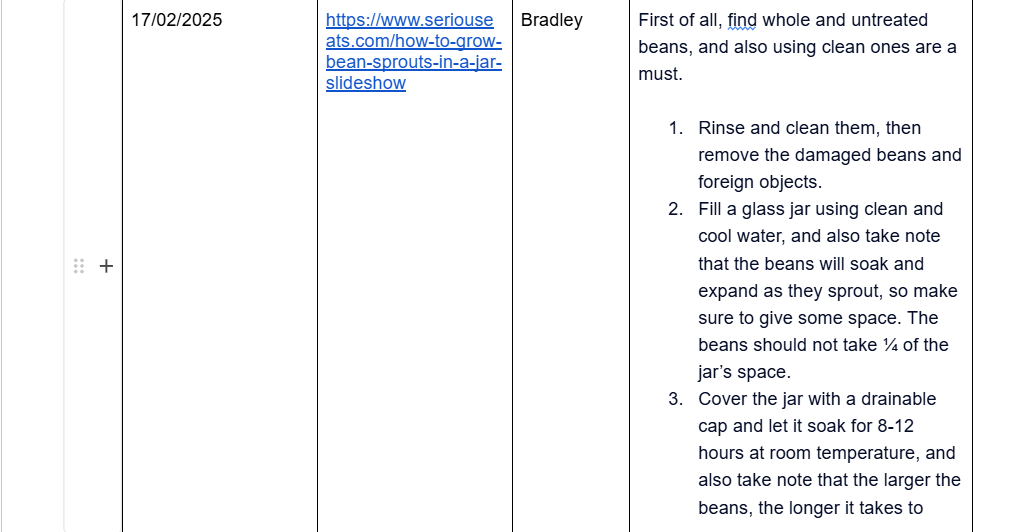 17/02/2025
https://www.seriouse
ats.com/how-to-grow-
bean-sprouts-in-a-jar-
slideshow
Bradley
First of all, find whole and untreated
beans, and also using clean ones are a
must.
1. Rinse and clean them, then
remove the damaged beans and
foreign objects.
2. Fill a glass jar using clean and
cool water, and also take note
that the beans will soak and
expand as they sprout, so make
sure to give some space. The
beans should not take ¼ of the
jar’s space.
3. Cover the jar with a drainable
cap and let it soak for 8-12
hours at room temperature, and
also take note that the larger the
beans, the longer it takes to